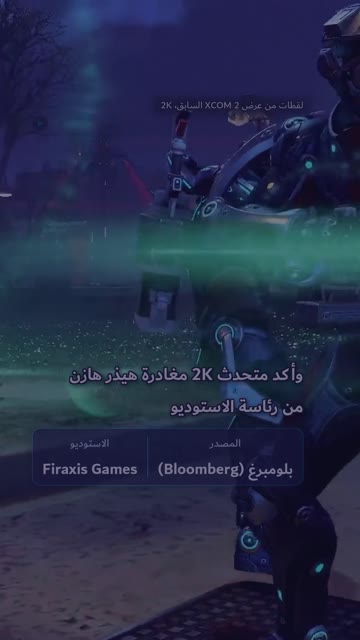 لقطات من عرض XCOM 2 السابق، 2K
وأكد متحدث 2K مغادرة هيذر هازن
من رئاسة الاستوديو
المصدر
الاستوديو
بلومبرغ (Bloomberg)
Firaxis Games